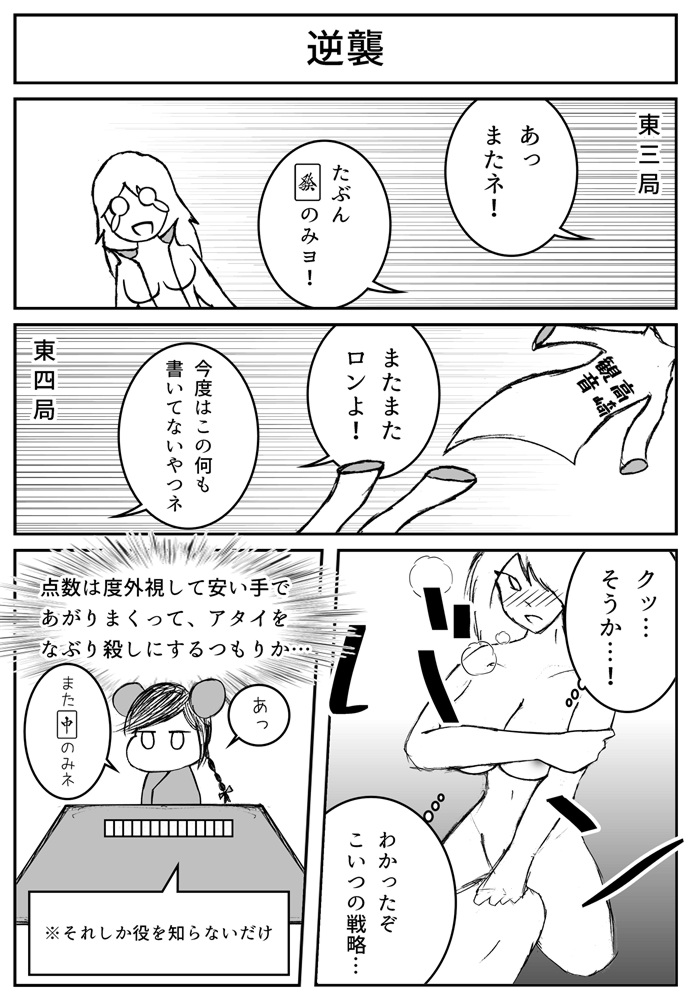 逆襲
東三局
あっ
またネ！
たぶん
發のみヨ！
高崎
観音
またまた
ロンよ！
今度はこの何も
書いてないやつネ
東四局
クッ…
そうか…！
わかったぞ
こいつの戦略…
点数は度外視して安い手で
あがりまくって、アタイを
なぶり殺しにするつもりか…
あっ
また中のみネ
※それしか役を知らないだけ